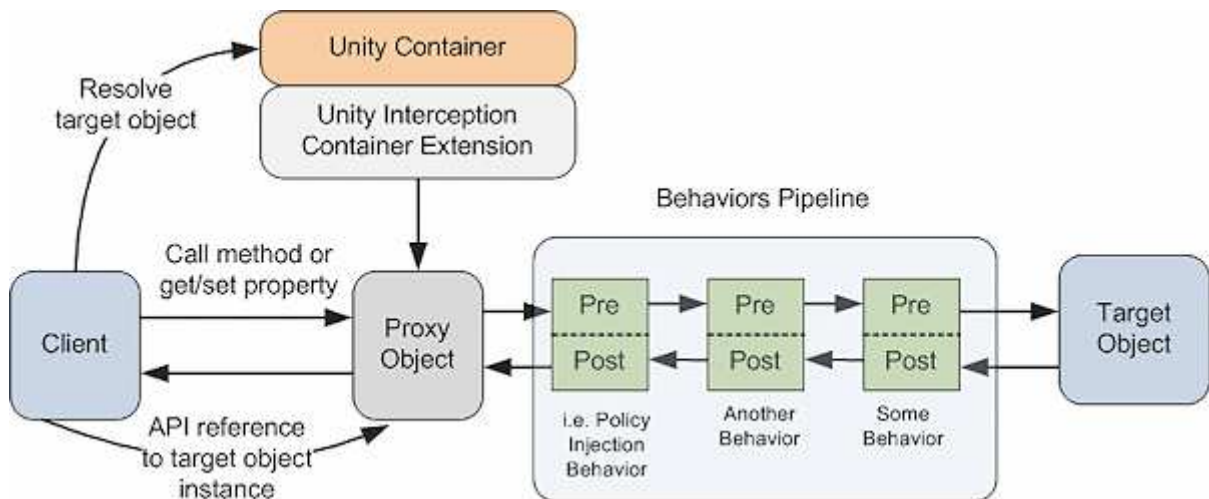 Unity Container
Resolve
target object
Unity Interception
Container Extension
Behaviors Pipeline
Call method or
get/set property
Client
Proxy
Object
Pre
Post
Pre
Post
Pre
Post
Target
Object
i.e. Policy
Injection
Behavior
Another
Behavior
Some
Behavior
API reference
to target object
instance